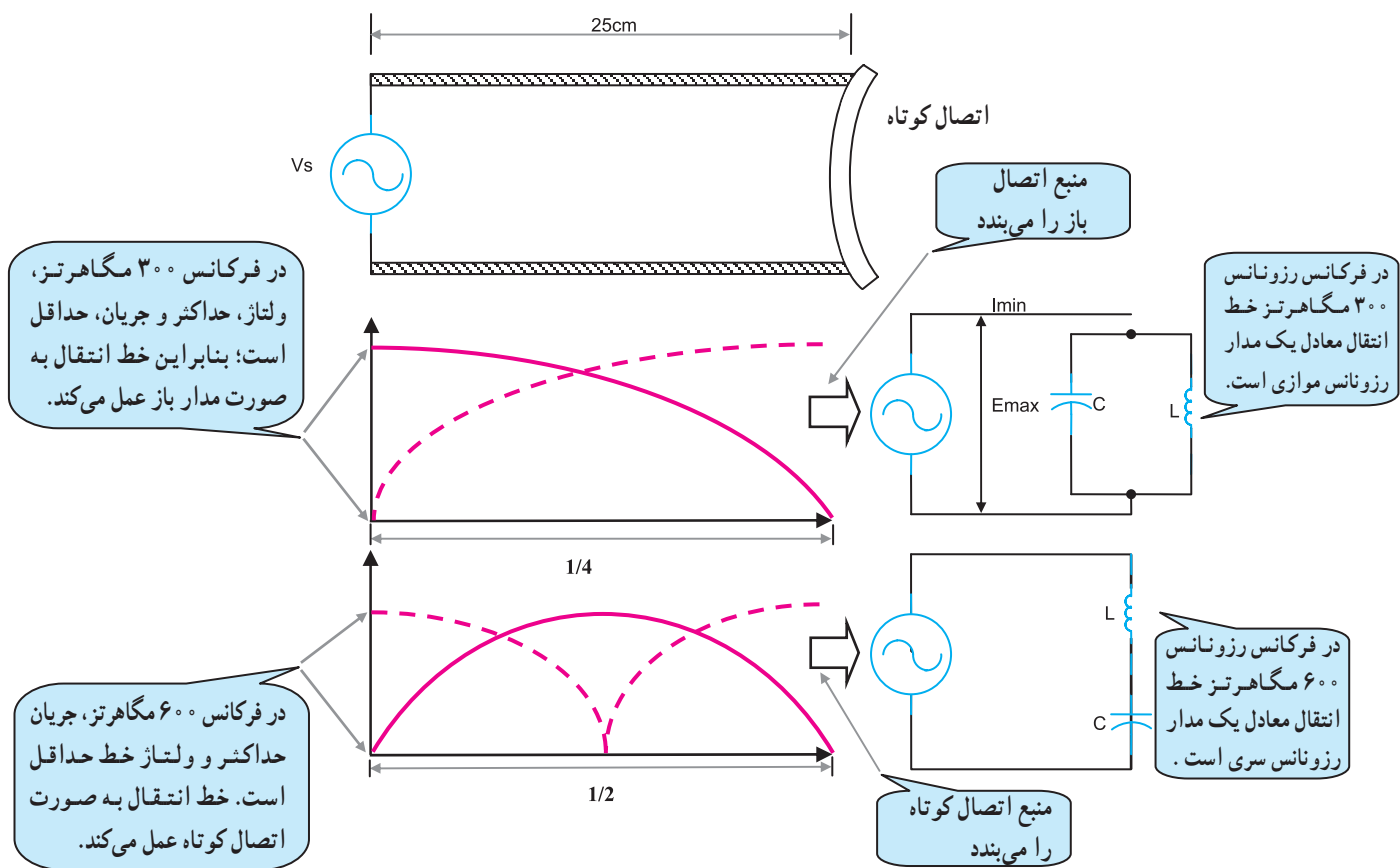 25cm
اتصال کوتاه
Vs
منبع اتصال
باز را می‌بندد
در فرکانس ۳۰۰ مگاهرتز،
ولتاژ، حداکثر و جریان، حداقل
است؛ بنابراین خط انتقال به
صورت مدار باز عمل می‌کند.
Imin
Emax
C
L
در فرکانس رزونانس
۳۰۰ مگاهرتز خط
انتقال معادل یک مدار
رزونانس موازی است.
1/4
L
C
در فرکانس رزونانس
۶۰۰ مگاهرتز خط
انتقال معادل یک مدار
رزونانس سری است .
در فرکانس ۶۰۰ مگاهرتز، جریان
حداکثر و ولتاژ خط حداقل
است. خط انتقال به صورت
اتصال کوتاه عمل می‌کند.
1/2
منبع اتصال کوتاه
را می‌بندد